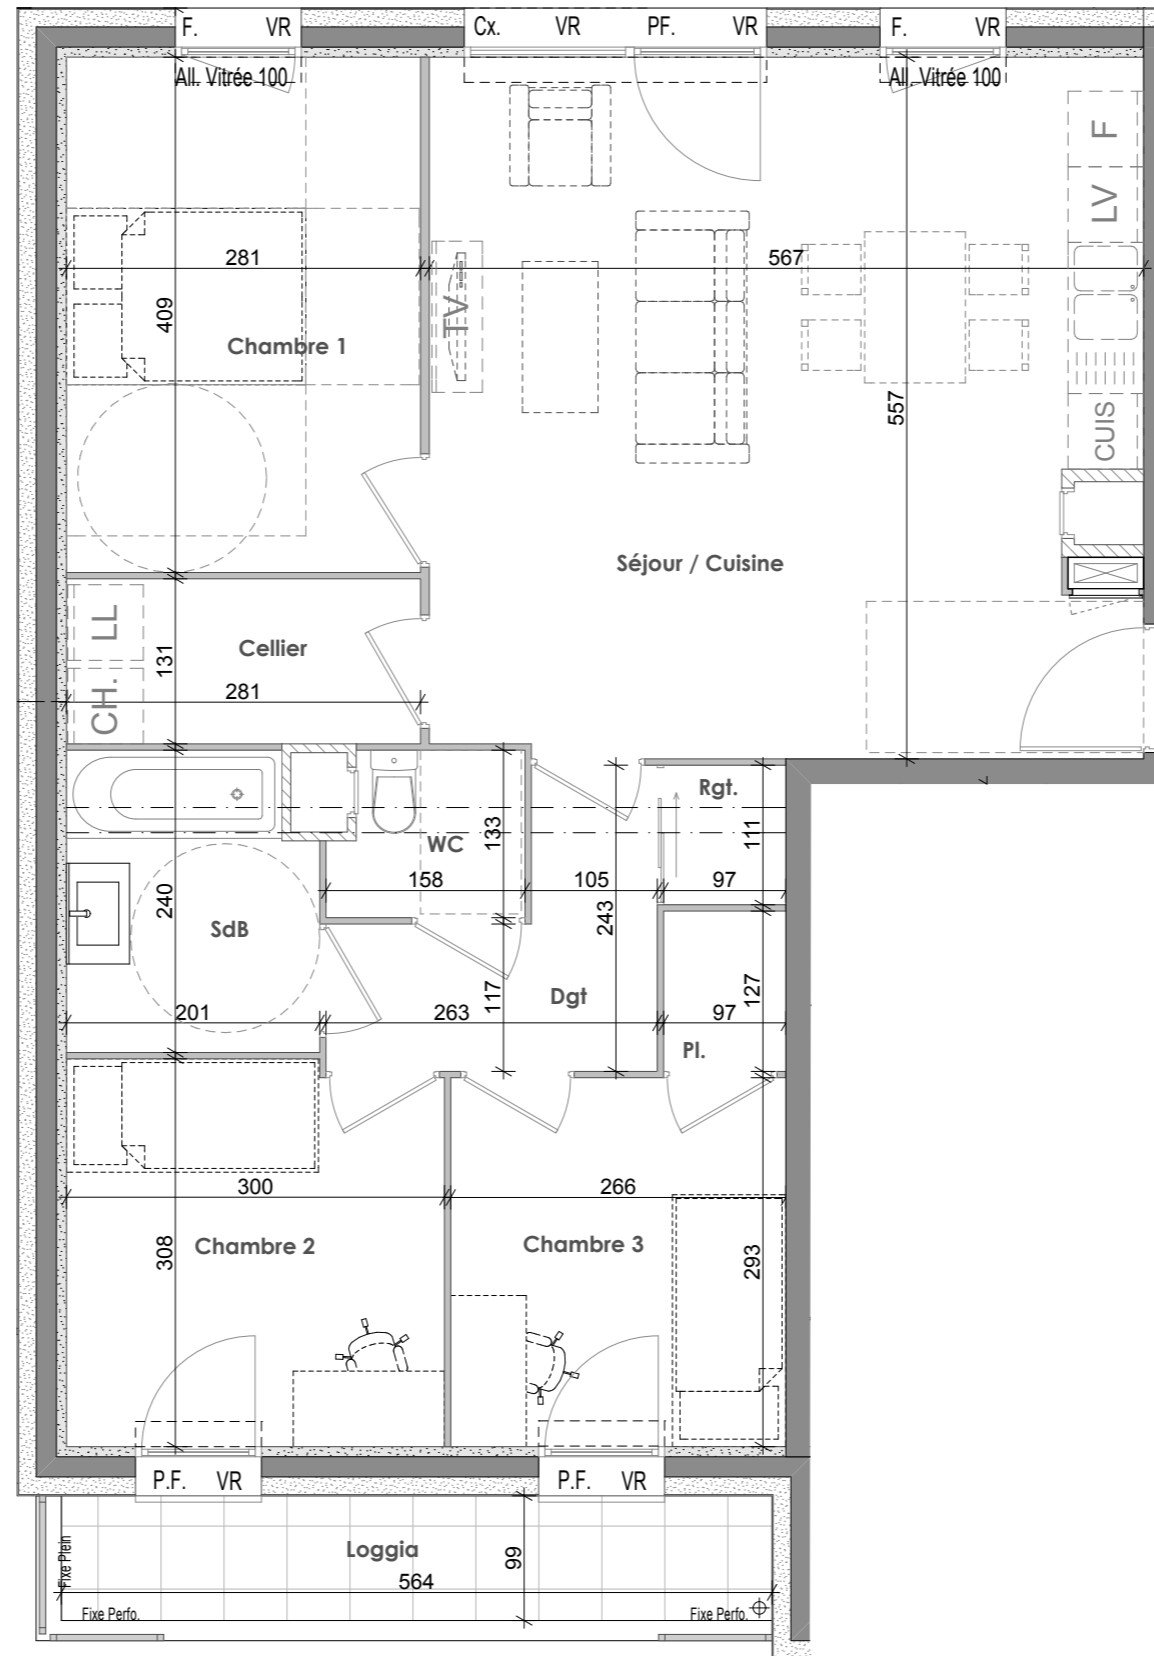 F. VR Cx. VR PF. VR F. VR
All. Vitrée 100 All. Vitrée 100
F
LV
281 567
409
TV
Chambre 1
557
CUIS
Séjour / Cuisine
LL
Cellier
131
281
CH.
Rgt.
133
111
WC
158 105 97
240
243
SdB
127
117
Dgt
201 263 97
Pl.
300 266
308
Chambre 2 Chambre 3
293
P.F. VR P.F. VR
Fixe Plein
Loggia
99
564
Fixe Perfo. Fixe Perfo.